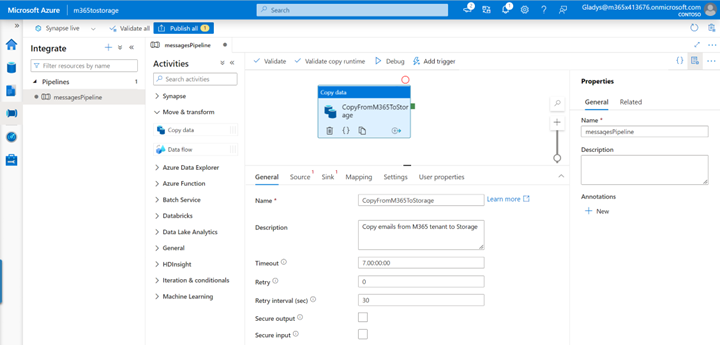 Microsoft Azure
m365tostorage
Search
Gladys@m365x413676.onmicrosoft.com
CONTOSO
Synapse live
Validate all
Publish all
1
messagesPipeline
Integrate
Filter resources by name
Pipelines
1
messagesPipeline
Activities
Search activities
Synapse
Move & transform
Copy data
Data flow
Azure Data Explorer
Azure Function
Batch Service
Databricks
Data Lake Analytics
General
HDInsight
Iteration & conditionals
Machine Learning
Validate
Validate copy runtime
Debug
Add trigger
Copy data
CopyFromM365ToStor
age
General
Source 1
Sink 1
Mapping
Settings
User properties
Name *
CopyFromM365ToStorage
Learn more
Description
Copy emails from M365 tenant to Storage
Timeout
7.00:00:00
Retry
0
Retry interval (sec)
30
Secure output
Secure input
Properties
General
Related
Name *
messagesPipeline
Description
Annotations
New